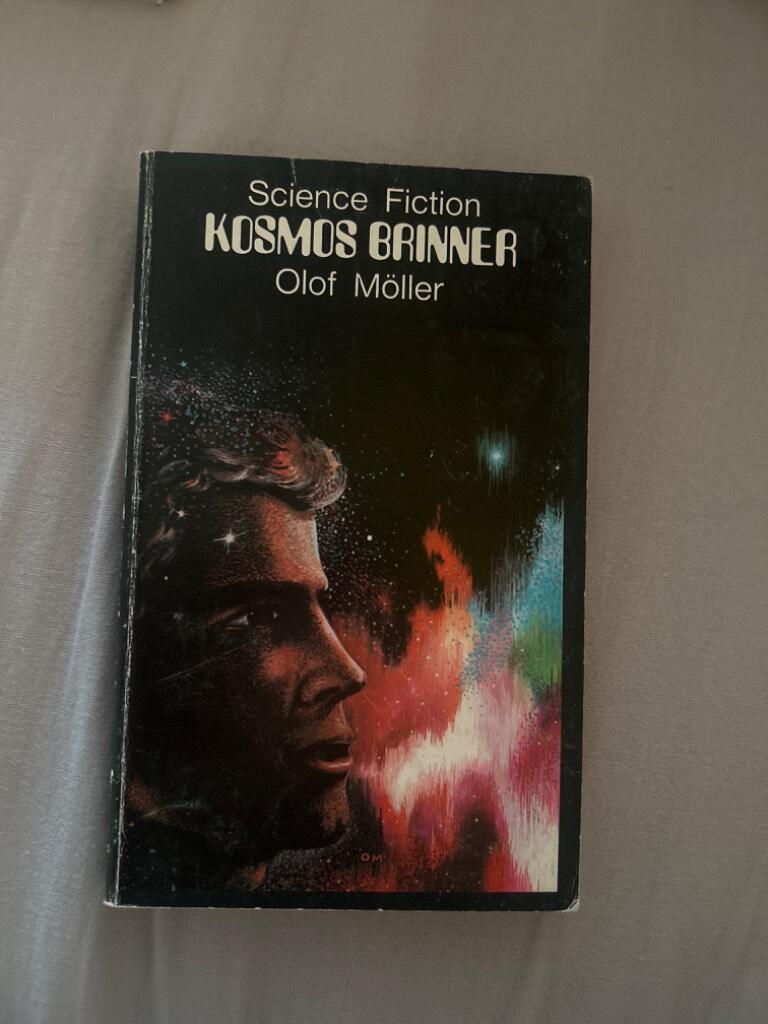 Science Fiction
KOSMOS BRINNER
Olof Möller
OM